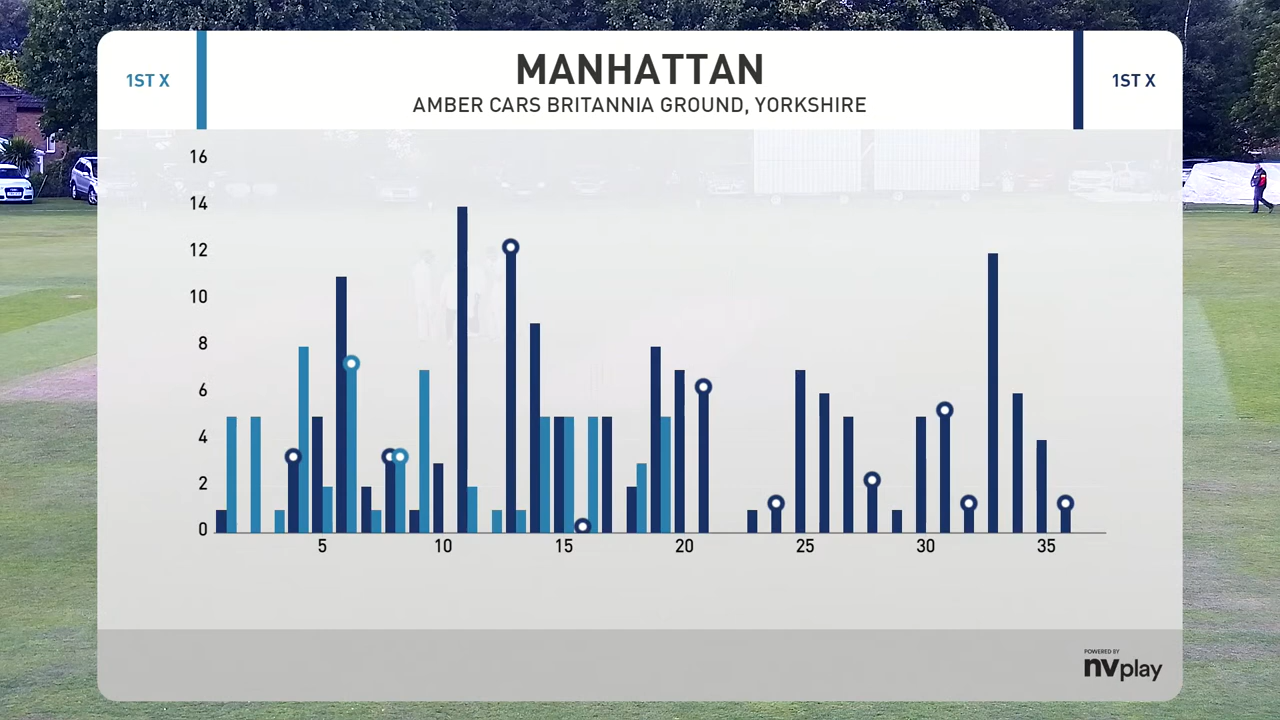 1ST X
MANHATTAN
AMBER CARS BRITANNIA GROUND, YORKSHIRE
1ST X
16
14
12
10
8
6
4
2
0
5 10 15 20 25 30 35
POWERED BY
nvplay